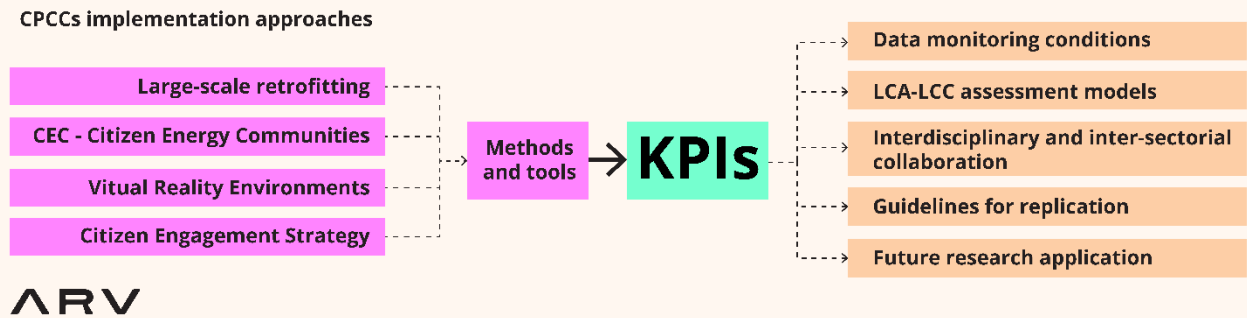 CPCCs implementation approaches
Large-scale retrofitting
CEC - Citizen Energy Communities
Vitual Reality Environments
Citizen Engagement Strategy
Methods
and tools
KPIs
Data monitoring conditions
LCA-LCC assessment models
Interdisciplinary and inter-sectorial
collaboration
Guidelines for replication
Future research application
ARV